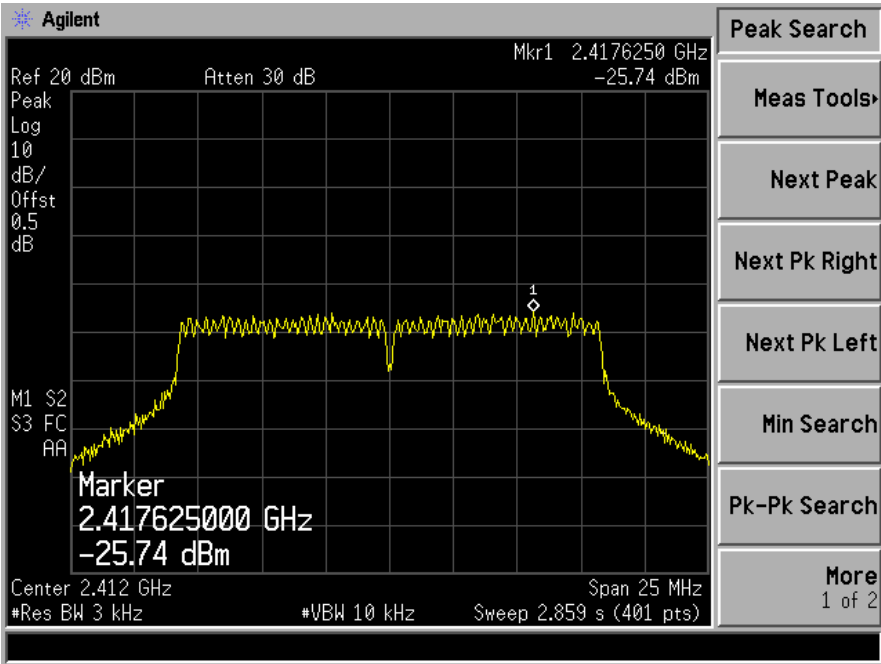 Agilent
Peak Search
Mkr1 2.4176250 GHz
Ref 20 dBm Atten 30 dB -25.74 dBm
Peak
Log
10
dB/
Offst
0.5
dB
1
M1 S2
S3 FC
AA
Marker
2.417625000 GHz
-25.74 dBm
Center 2.412 GHz Span 25 MHz
#Res BW 3 kHz #VBW 10 kHz Sweep 2.859 s (401 pts)
Meas Tools
Next Peak
Next Pk Right
Next Pk Left
Min Search
Pk-Pk Search
More
1 of 2